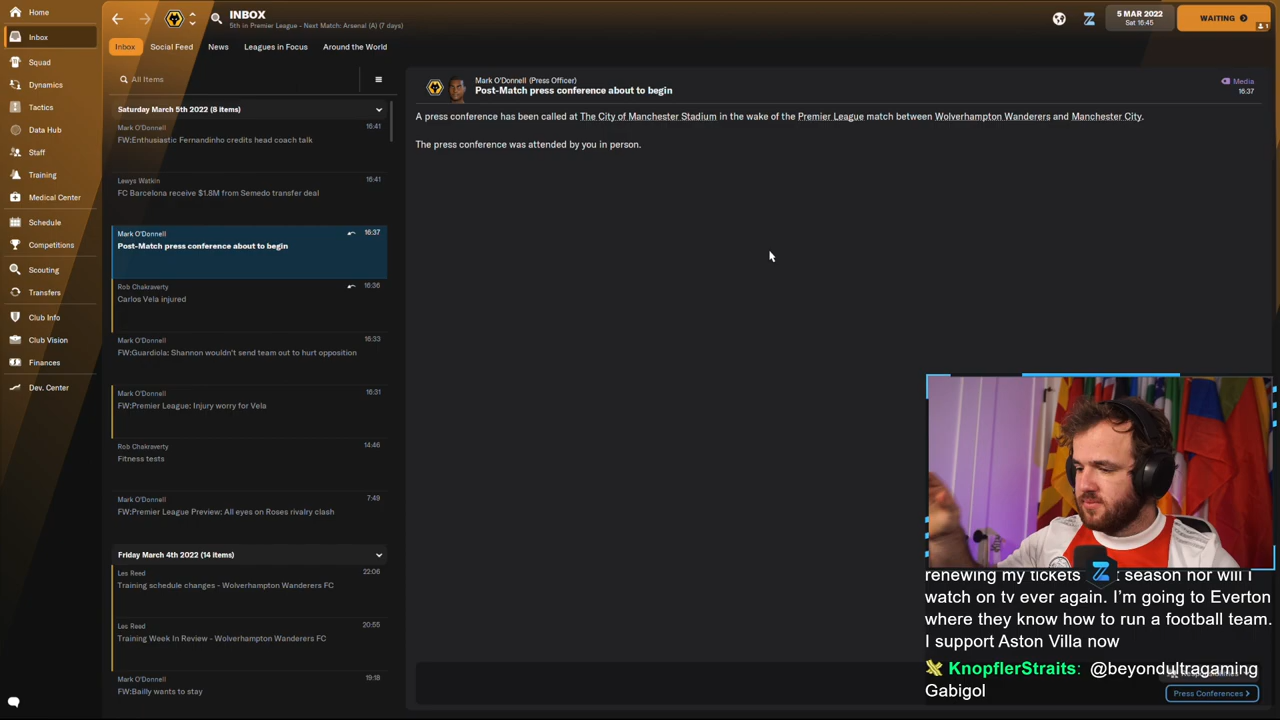 Home
Inbox
Squad
Dynamics
Tactics
Data Hub
Staff
Training
Medical Center
Schedule
Competitions
Scouting
Transfers
Club Info
Club Vision
Finances
Dev. Center
INBOX
5th in Premier League - Next Match: Arsenal (A) (7 days)
5 MAR 2022
Sat 16:45
WAITING
1
Inbox
Social Feed
News
Leagues in Focus
Around the World
All Items
Saturday March 5th 2022 (8 items)
Mark O'Donnell 16:41
FW:Enthusiastic Fernandinho credits head coach talk
Lewys Watkin 16:41
FC Barcelona receive $1.8M from Semedo transfer deal
Mark O'Donnell 16:37
Post-Match press conference about to begin
Rob Chakraverty 16:36
Carlos Vela injured
Mark O'Donnell 16:33
FW:Guardiola: Shannon wouldn't send team out to hurt opposition
Mark O'Donnell 16:31
FW:Premier League: Injury worry for Vela
Rob Chakraverty 14:46
Fitness tests
Mark O'Donnell 7:49
FW:Premier League Preview: All eyes on Roses rivalry clash
Friday March 4th 2022 (14 items)
Les Reed 22:06
Training schedule changes - Wolverhampton Wanderers FC
Les Reed 20:55
Training Week In Review - Wolverhampton Wanderers FC
Mark O'Donnell 19:18
FW:Bailly wants to stay
Mark O'Donnell (Press Officer)
Post-Match press conference about to begin
Media
16:37
A press conference has been called at The City of Manchester Stadium in the wake of the Premier League match between Wolverhampton Wanderers and Manchester City.
The press conference was attended by you in person.
renewing my tickets season nor will I
watch on tv ever again. I'm going to Everton
where they know how to run a football team.
I support Aston Villa now
KnopflerStraits: @beyondultragaming
Gabigol
Press Conferences